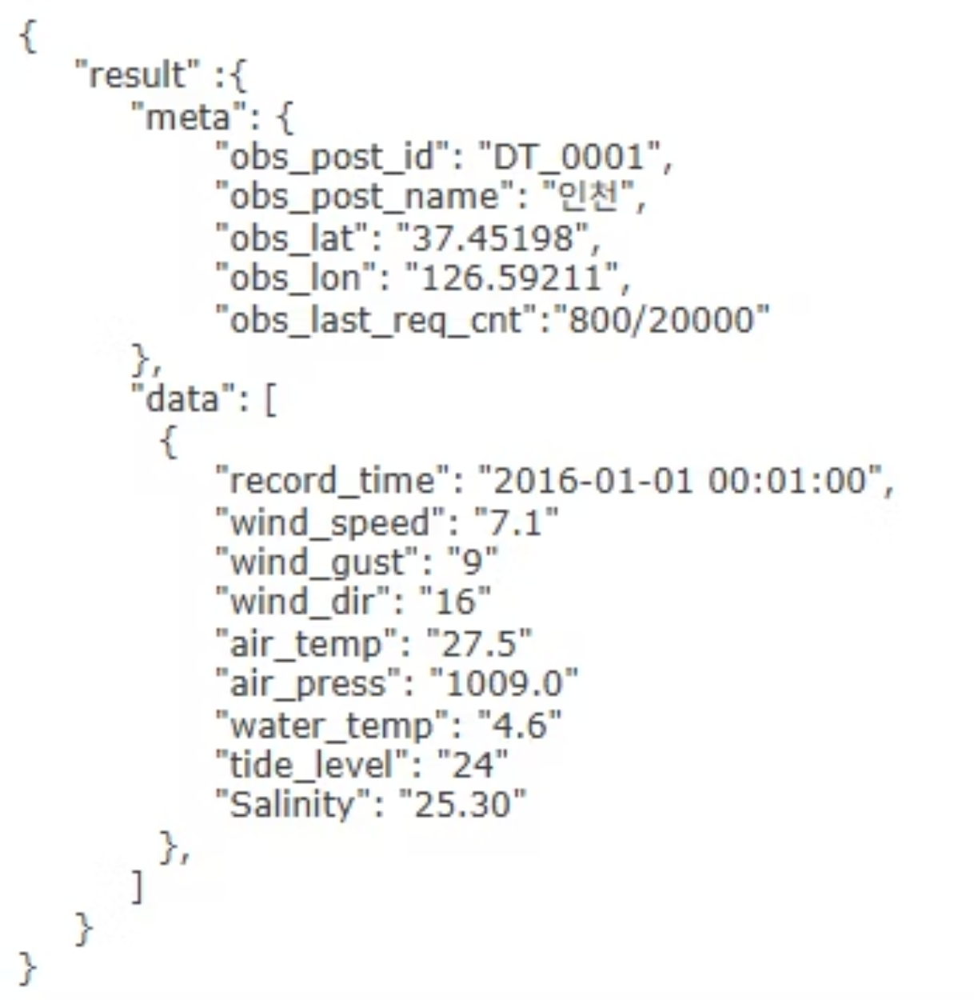 {
"result" :{
"meta": {
"obs_post_id": "DT_0001",
"obs_post_name": "인천",
"obs_lat": "37.45198",
"obs_lon": "126.59211",
"obs_last_req_cnt":"800/20000"
},
"data": [
{
"record_time": "2016-01-01 00:01:00",
"wind_speed": "7.1"
"wind_gust": "9"
"wind_dir": "16"
"air_temp": "27.5"
"air_press": "1009.0"
"water_temp": "4.6"
"tide_level": "24"
"Salinity": "25.30"
},
]
}
}